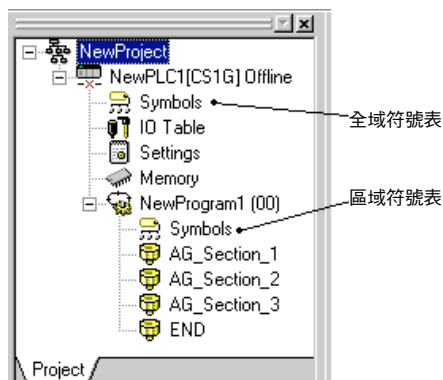 NewProject
NewPLC1[CS1G] Offline
Symbols
全域符號表
IO Table
Settings
Memory
NewProgram1 (00)
區域符號表
Symbols
AG_Section_1
AG_Section_2
AG_Section_3
END
Project